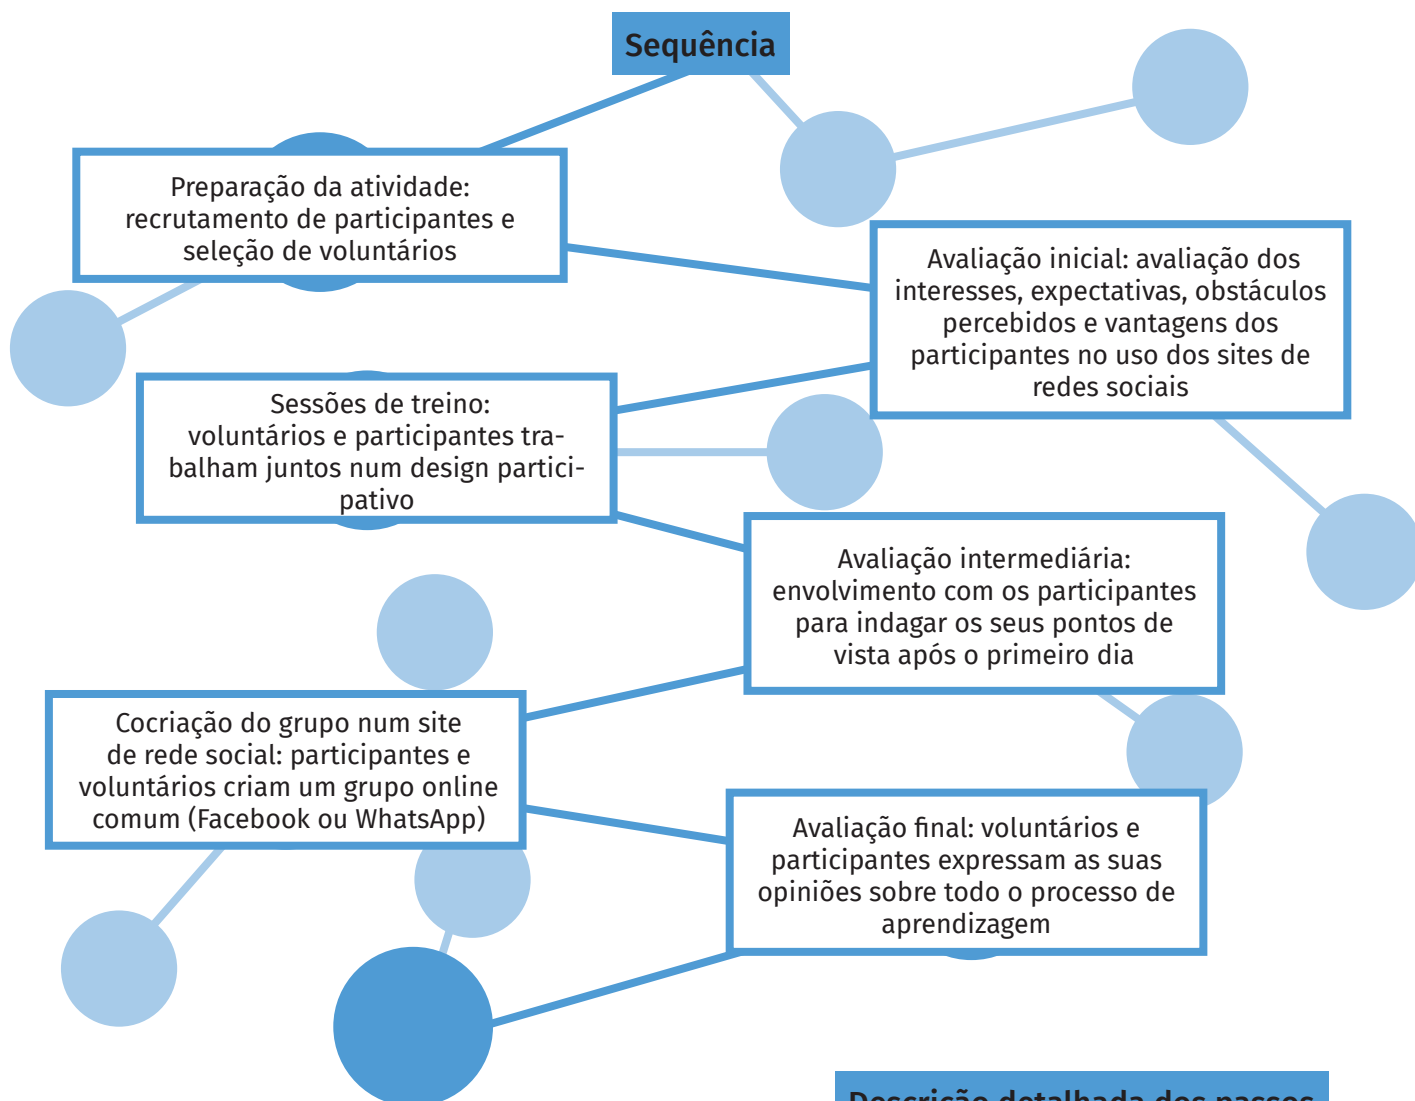 Sequência
Preparação da atividade:
recrutamento de participantes e
seleção de voluntários
Avaliação inicial: avaliação dos
interesses, expectativas, obstáculos
percebidos e vantagens dos
participantes no uso dos sites de
redes sociais
Sessões de treino:
voluntários e participantes tra-
balham juntos num design partici-
pativo
Avaliação intermediária:
envolvimento com os participantes
para indagar os seus pontos de
vista após o primeiro dia
Cocriação do grupo num site
de rede social: participantes e
voluntários criam um grupo online
comum (Facebook ou WhatsApp)
Avaliação final: voluntários e
participantes expressam as suas
opiniões sobre todo o processo de
aprendizagem
Descrição detalhada dos passos